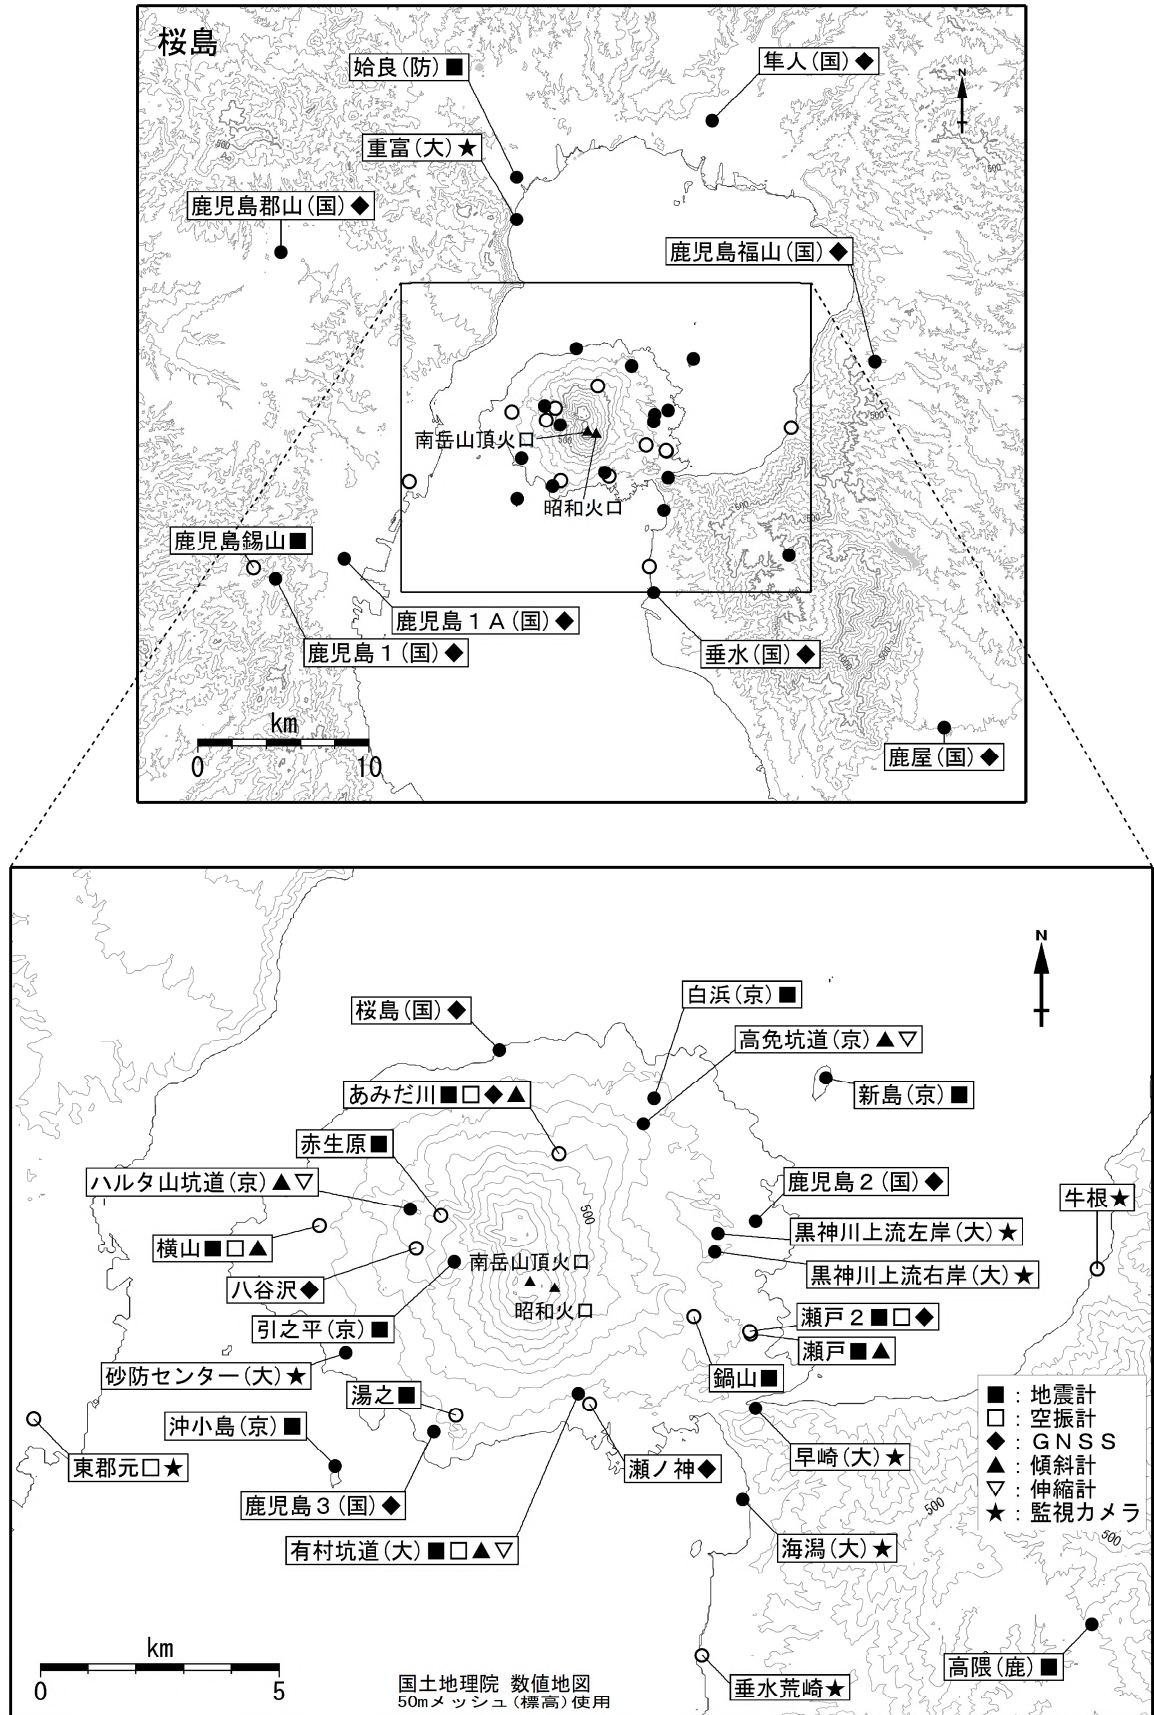 桜島
姶良(防)■
隼人(国)◆
N
500
重富(大)★
500
鹿児島郡山(国)◆
鹿児島福山(国)◆
500
南岳山頂火口
500
昭和火口
500
500
鹿児島錫山■
鹿児島１Ａ(国)◆
鹿児島１(国)◆
垂水(国)◆
1000
500
km
0 10
鹿屋(国)◆
N
白浜(京)■
桜島(国)◆
高免坑道(京)▲▽
あみだ川■□◆▲
新島(京)■
赤生原■
ハルタ山坑道(京)▲▽
鹿児島２(国)◆
牛根★
500
黒神川上流左岸(大)★
横山■□▲
南岳山頂火口
黒神川上流右岸(大)★
八谷沢◆
昭和火口
瀬戸２■□◆
引之平(京)■
瀬戸■▲
砂防センター(大)★
鍋山■
湯之■
■：地震計
□：空振計
◆：ＧＮＳＳ
▲：傾斜計
▽：伸縮計
★：監視カメラ
沖小島(京)■
早崎(大)★
東郡元□★
瀬ノ神◆
鹿児島３(国)◆
500
500
有村坑道(大)■□▲▽
海潟(大)★
km
0 5
国土地理院 数値地図
50mメッシュ(標高)使用
高隈(鹿)■
垂水荒崎★